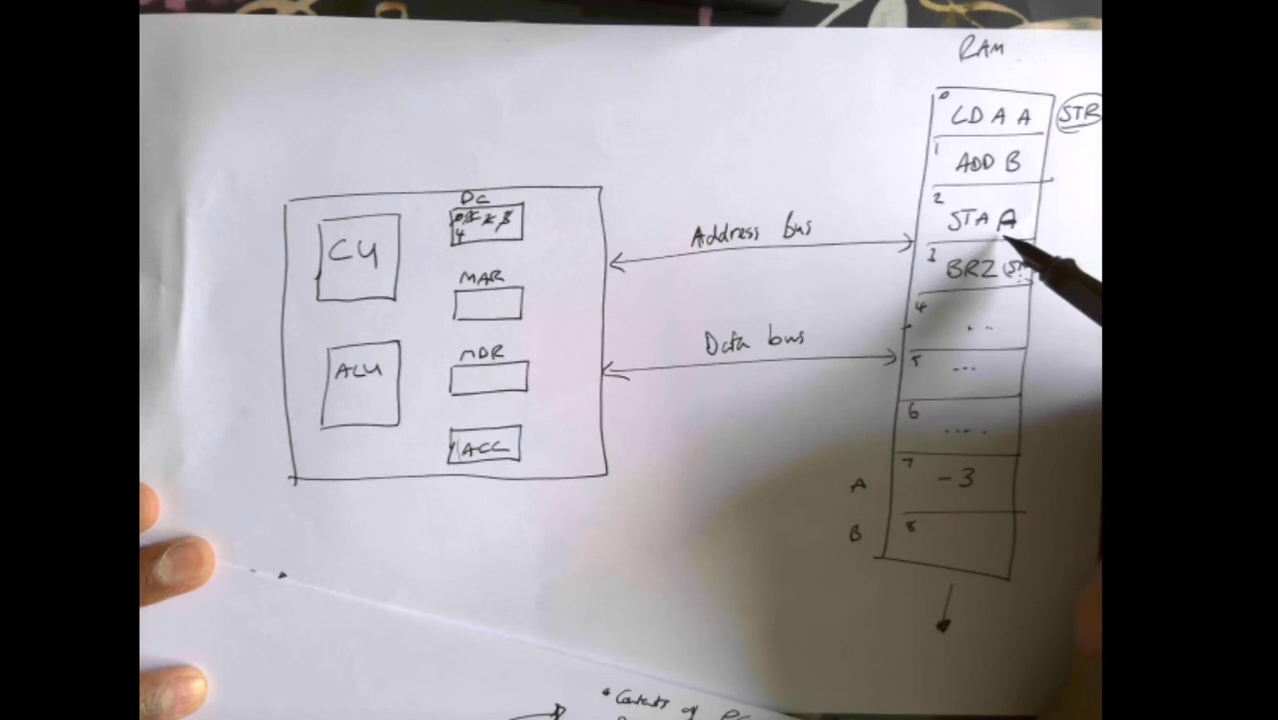 RAM
0
LDA A
STR
1
ADD B
2
STA A
3
BRZ
4
..
5
...
6
....
A
7
-3
B
8
CU
ALU
PC
4
MAR
MDR
ACC
Address bus
Data bus
• Contents of PC